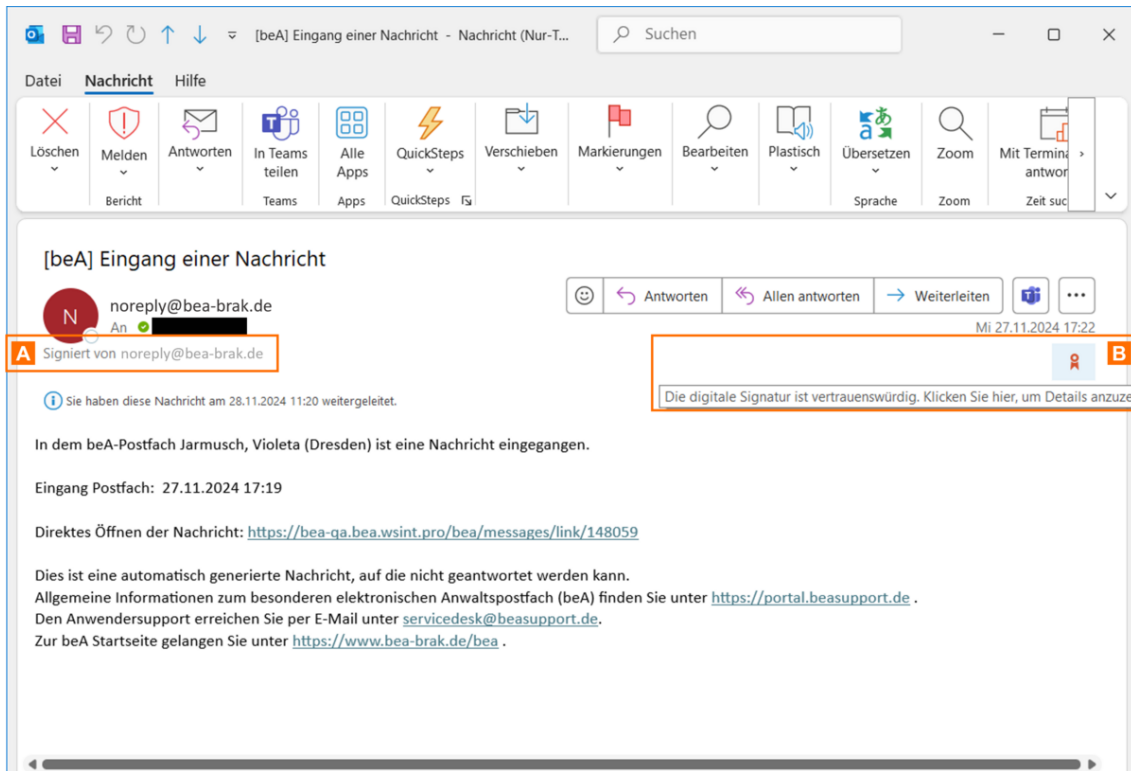 [beA] Eingang einer Nachricht - Nachricht (Nur-T...
Suchen
Datei Nachricht Hilfe
Löschen
Melden
Antworten
In Teams teilen
Alle Apps
QuickSteps
Verschieben
Markierungen
Bearbeiten
Plastisch
Übersetzen
Zoom
Mit Termina
antwor
Bericht Teams Apps QuickSteps Sprache Zoom Zeit suc
[beA] Eingang einer Nachricht
N
noreply@bea-brak.de
An
Antworten Allen antworten Weiterleiten
Mi 27.11.2024 17:22
A
Signiert von noreply@bea-brak.de
B
Die digitale Signatur ist vertrauenswürdig. Klicken Sie hier, um Details anzuze
Sie haben diese Nachricht am 28.11.2024 11:20 weitergeleitet.
In dem beA-Postfach Jarmusch, Violeta (Dresden) ist eine Nachricht eingegangen.
Eingang Postfach: 27.11.2024 17:19
Direktes Öffnen der Nachricht: https://bea-qa.bea.wsint.pro/bea/messages/link/148059
Dies ist eine automatisch generierte Nachricht, auf die nicht geantwortet werden kann.
Allgemeine Informationen zum besonderen elektronischen Anwaltspostfach (beA) finden Sie unter https://portal.beasupport.de .
Den Anwendersupport erreichen Sie per E-Mail unter servicedesk@beasupport.de.
Zur beA Startseite gelangen Sie unter https://www.bea-brak.de/bea .